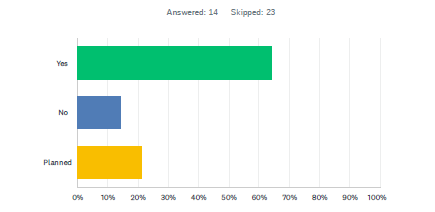 Answered: 14 Skipped: 23
Yes
No
Planned
0% 10% 20% 30% 40% 50% 60% 70% 80% 90% 100%